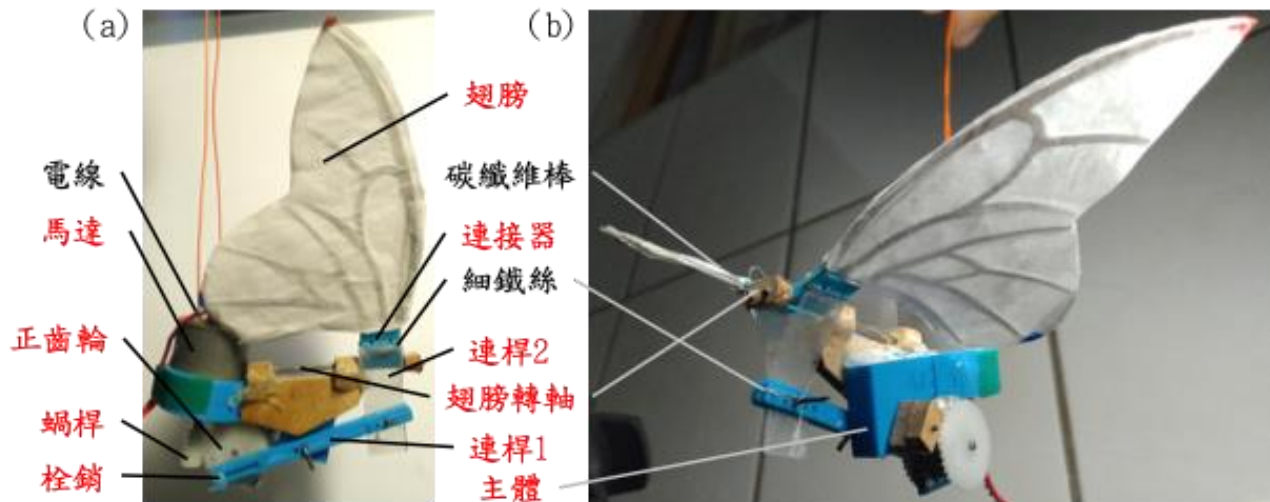 (a)
(b)
翅膀
電線
碳纖維棒
馬達
連接器
細鐵絲
正齒輪
連桿2
翅膀轉軸
蝸桿
連桿1
栓銷
主體